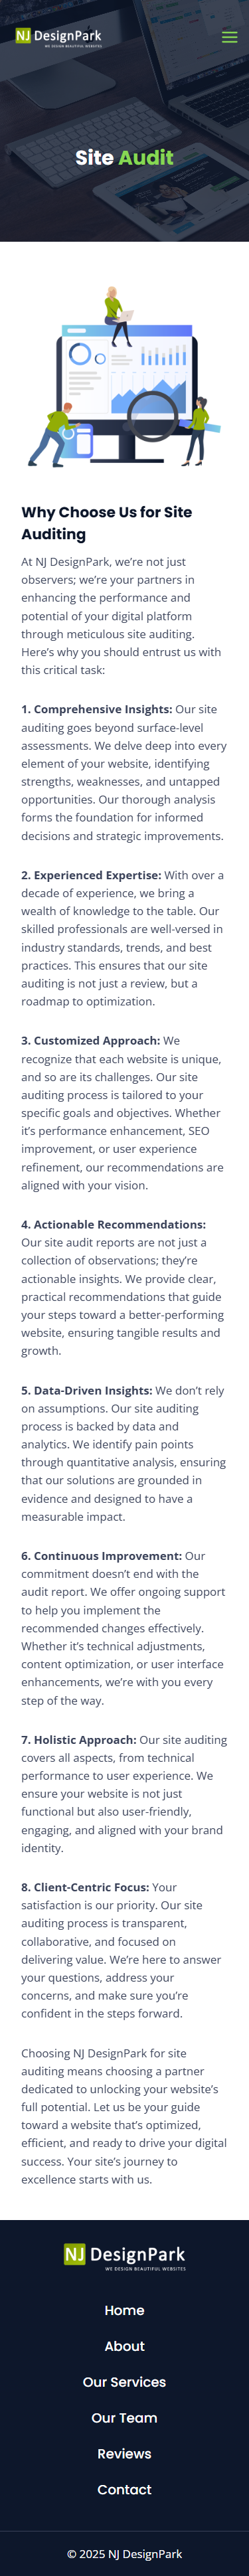 NJ DesignPark
WE DESIGN BEAUTIFUL WEBSITES
Site Audit
Why Choose Us for Site
Auditing
At NJ DesignPark, we’re not just
observers; we’re your partners in
enhancing the performance and
potential of your digital platform
through meticulous site auditing.
Here’s why you should entrust us with
this critical task:
1. Comprehensive Insights: Our site
auditing goes beyond surface-level
assessments. We delve deep into every
element of your website, identifying
strengths, weaknesses, and untapped
opportunities. Our thorough analysis
forms the foundation for informed
decisions and strategic improvements.
2. Experienced Expertise: With over a
decade of experience, we bring a
wealth of knowledge to the table. Our
skilled professionals are well-versed in
industry standards, trends, and best
practices. This ensures that our site
auditing is not just a review, but a
roadmap to optimization.
3. Customized Approach: We
recognize that each website is unique,
and so are its challenges. Our site
auditing process is tailored to your
specific goals and objectives. Whether
it’s performance enhancement, SEO
improvement, or user experience
refinement, our recommendations are
aligned with your vision.
4. Actionable Recommendations:
Our site audit reports are not just a
collection of observations; they’re
actionable insights. We provide clear,
practical recommendations that guide
your steps toward a better-performing
website, ensuring tangible results and
growth.
5. Data-Driven Insights: We don’t rely
on assumptions. Our site auditing
process is backed by data and
analytics. We identify pain points
through quantitative analysis, ensuring
that our solutions are grounded in
evidence and designed to have a
measurable impact.
6. Continuous Improvement: Our
commitment doesn’t end with the
audit report. We offer ongoing support
to help you implement the
recommended changes effectively.
Whether it’s technical adjustments,
content optimization, or user interface
enhancements, we’re with you every
step of the way.
7. Holistic Approach: Our site auditing
covers all aspects, from technical
performance to user experience. We
ensure your website is not just
functional but also user-friendly,
engaging, and aligned with your brand
identity.
8. Client-Centric Focus: Your
satisfaction is our priority. Our site
auditing process is transparent,
collaborative, and focused on
delivering value. We’re here to answer
your questions, address your
concerns, and make sure you’re
confident in the steps forward.
Choosing NJ DesignPark for site
auditing means choosing a partner
dedicated to unlocking your website’s
full potential. Let us be your guide
toward a website that’s optimized,
efficient, and ready to drive your digital
success. Your site’s journey to
excellence starts with us.
NJ DesignPark
WE DESIGN BEAUTIFUL WEBSITES
Home
About
Our Services
Our Team
Reviews
Contact
© 2025 NJ DesignPark